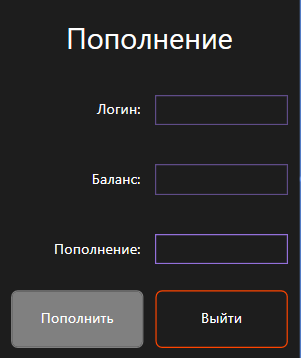 Пополнение
Логин:
Баланс:
Пополнение:
Пополнить Выйти